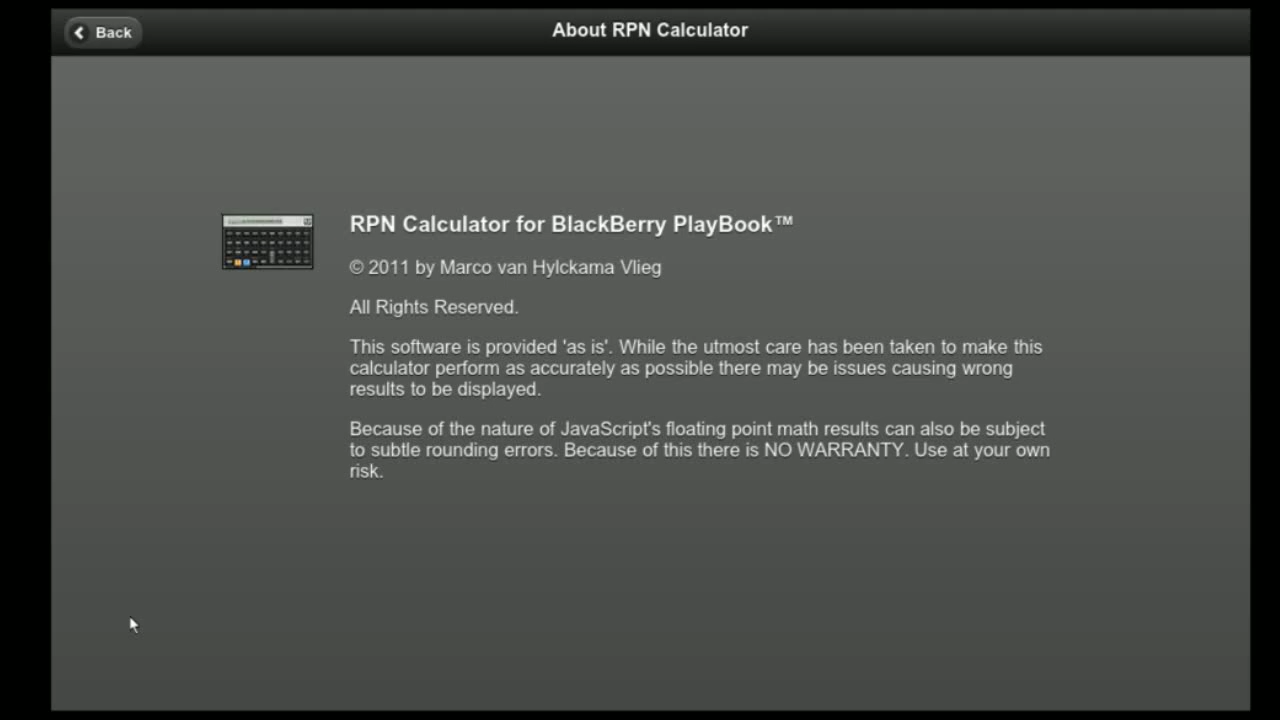 Back
About RPN Calculator
RPN Calculator for BlackBerry PlayBook™
© 2011 by Marco van Hylckama Vlieg
All Rights Reserved.
This software is provided 'as is'. While the utmost care has been taken to make this
calculator perform as accurately as possible there may be issues causing wrong
results to be displayed.
Because of the nature of JavaScript's floating point math results can also be subject
to subtle rounding errors. Because of this there is NO WARRANTY. Use at your own
risk.